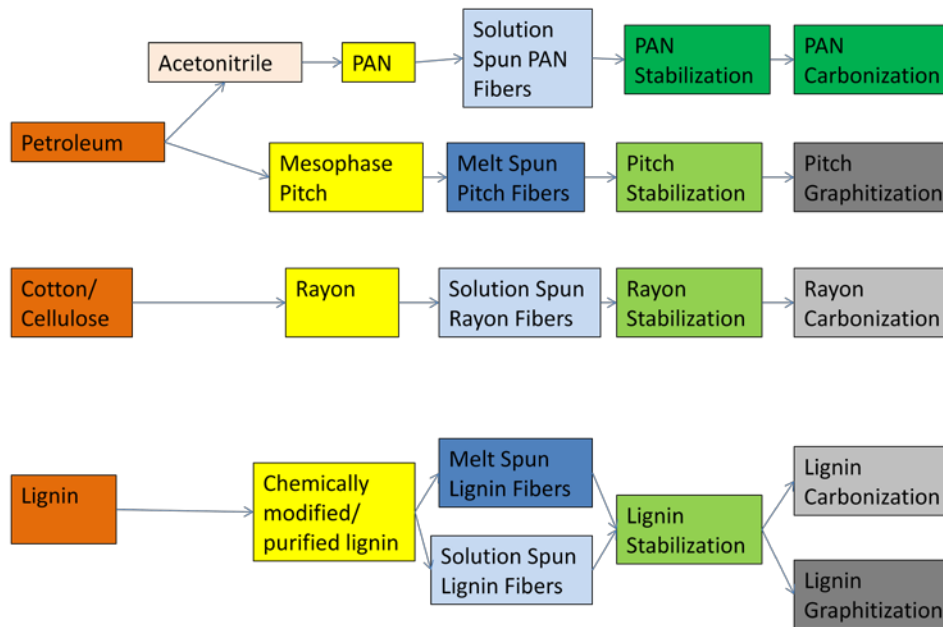 Acetonitrile
PAN
Solution
Spun PAN
Fibers
PAN
Stabilization
PAN
Carbonization
Petroleum
Mesophase
Pitch
Melt Spun
Pitch Fibers
Pitch
Stabilization
Pitch
Graphitization
Cotton/
Cellulose
Rayon
Solution Spun
Rayon Fibers
Rayon
Stabilization
Rayon
Carbonization
Lignin
Chemically
modified/
purified lignin
Melt Spun
Lignin Fibers
Solution Spun
Lignin Fibers
Lignin
Stabilization
Lignin
Carbonization
Lignin
Graphitization